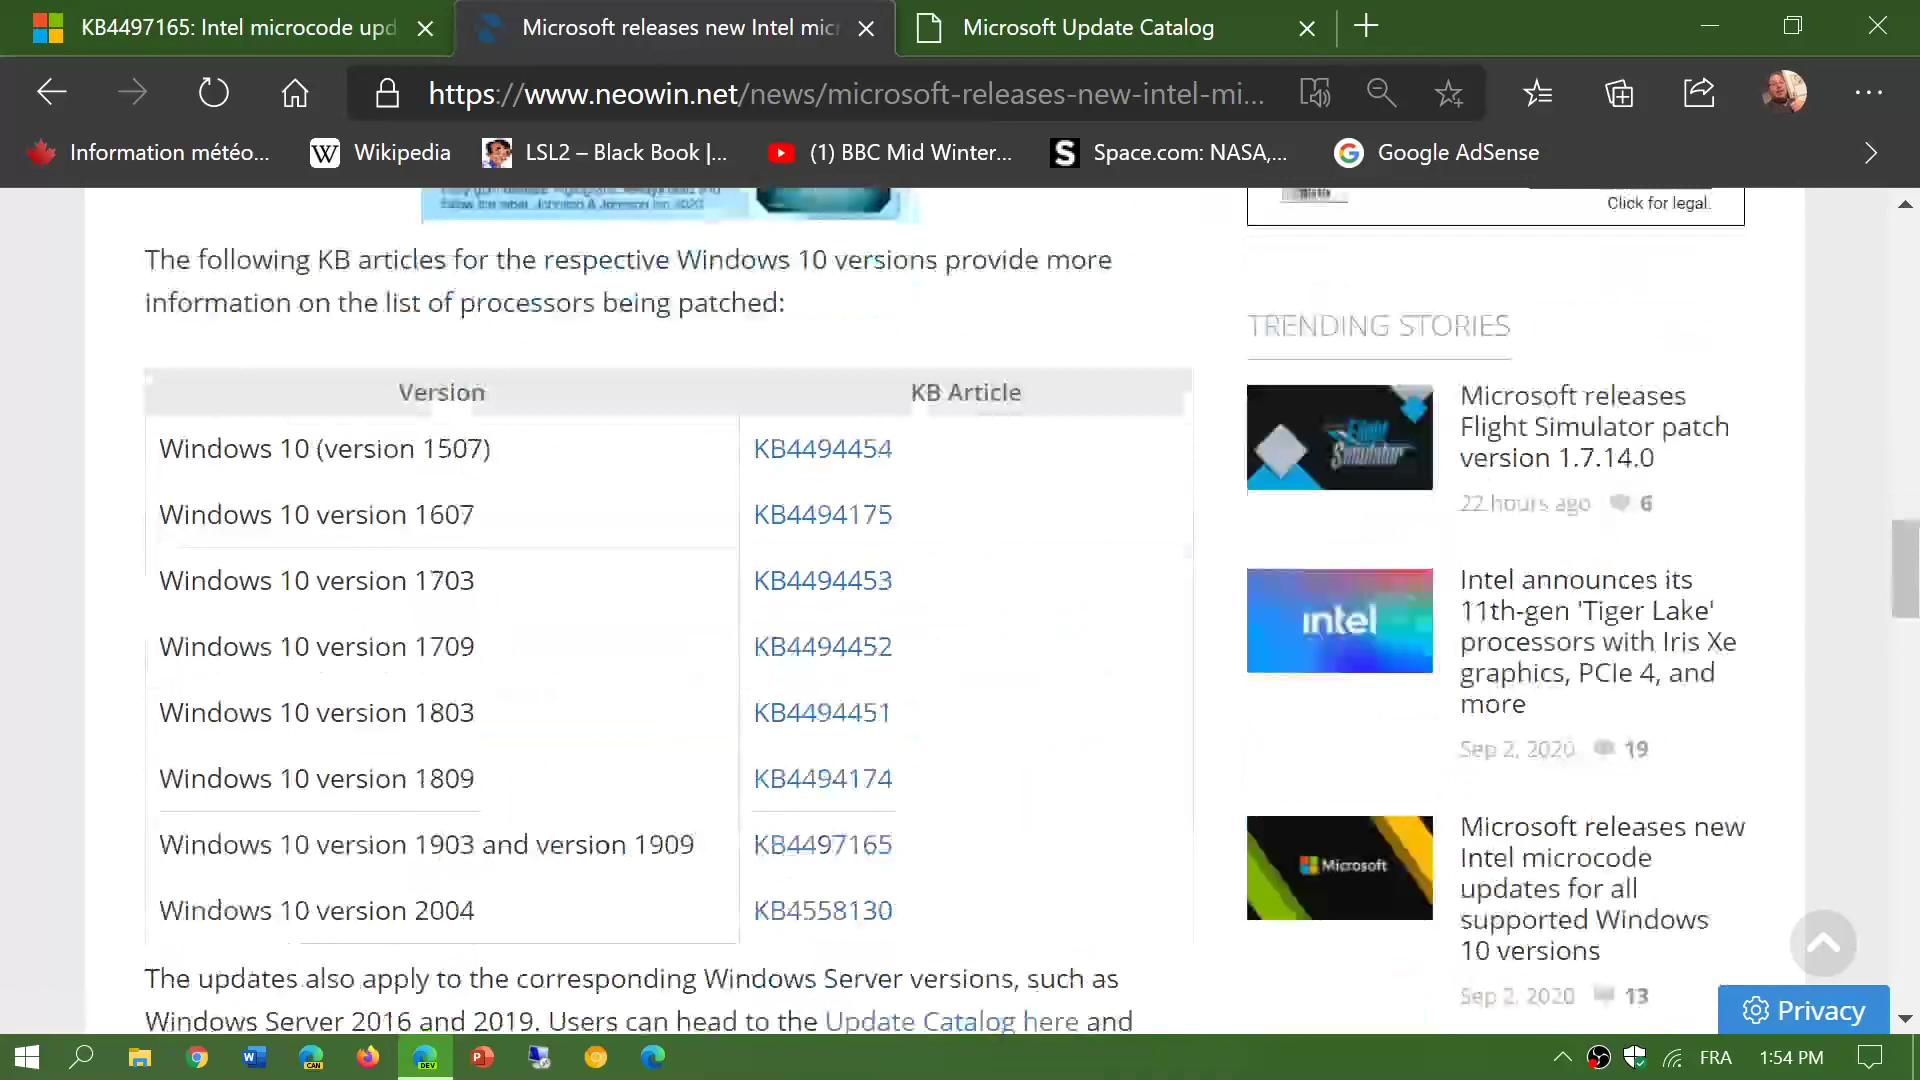 KB4497165: Intel microcode upd
Microsoft releases new Intel mic
Microsoft Update Catalog
https://www.neowin.net/news/microsoft-releases-new-intel-mi...
Information météo...
Wikipedia
LSL2 – Black Book |...
(1) BBC Mid Winter...
Space.com: NASA,...
Google AdSense
Click for legal.
The following KB articles for the respective Windows 10 versions provide more
information on the list of processors being patched:
Version KB Article
Windows 10 (version 1507) KB4494454
Windows 10 version 1607 KB4494175
Windows 10 version 1703 KB4494453
Windows 10 version 1709 KB4494452
Windows 10 version 1803 KB4494451
Windows 10 version 1809 KB4494174
Windows 10 version 1903 and version 1909 KB4497165
Windows 10 version 2004 KB4558130
The updates also apply to the corresponding Windows Server versions, such as
Windows Server 2016 and 2019. Users can head to the Update Catalog here and
TRENDING STORIES
Flight
Simulator
Microsoft releases
Flight Simulator patch
version 1.7.14.0
22 hours ago 6
intel
Intel announces its
11th-gen 'Tiger Lake'
processors with Iris Xe
graphics, PCIe 4, and
more
Sep 2, 2020 19
Microsoft
Microsoft releases new
Intel microcode
updates for all
supported Windows
10 versions
Sep 2, 2020 13
Privacy
CAN
DEV
FRA
1:54 PM